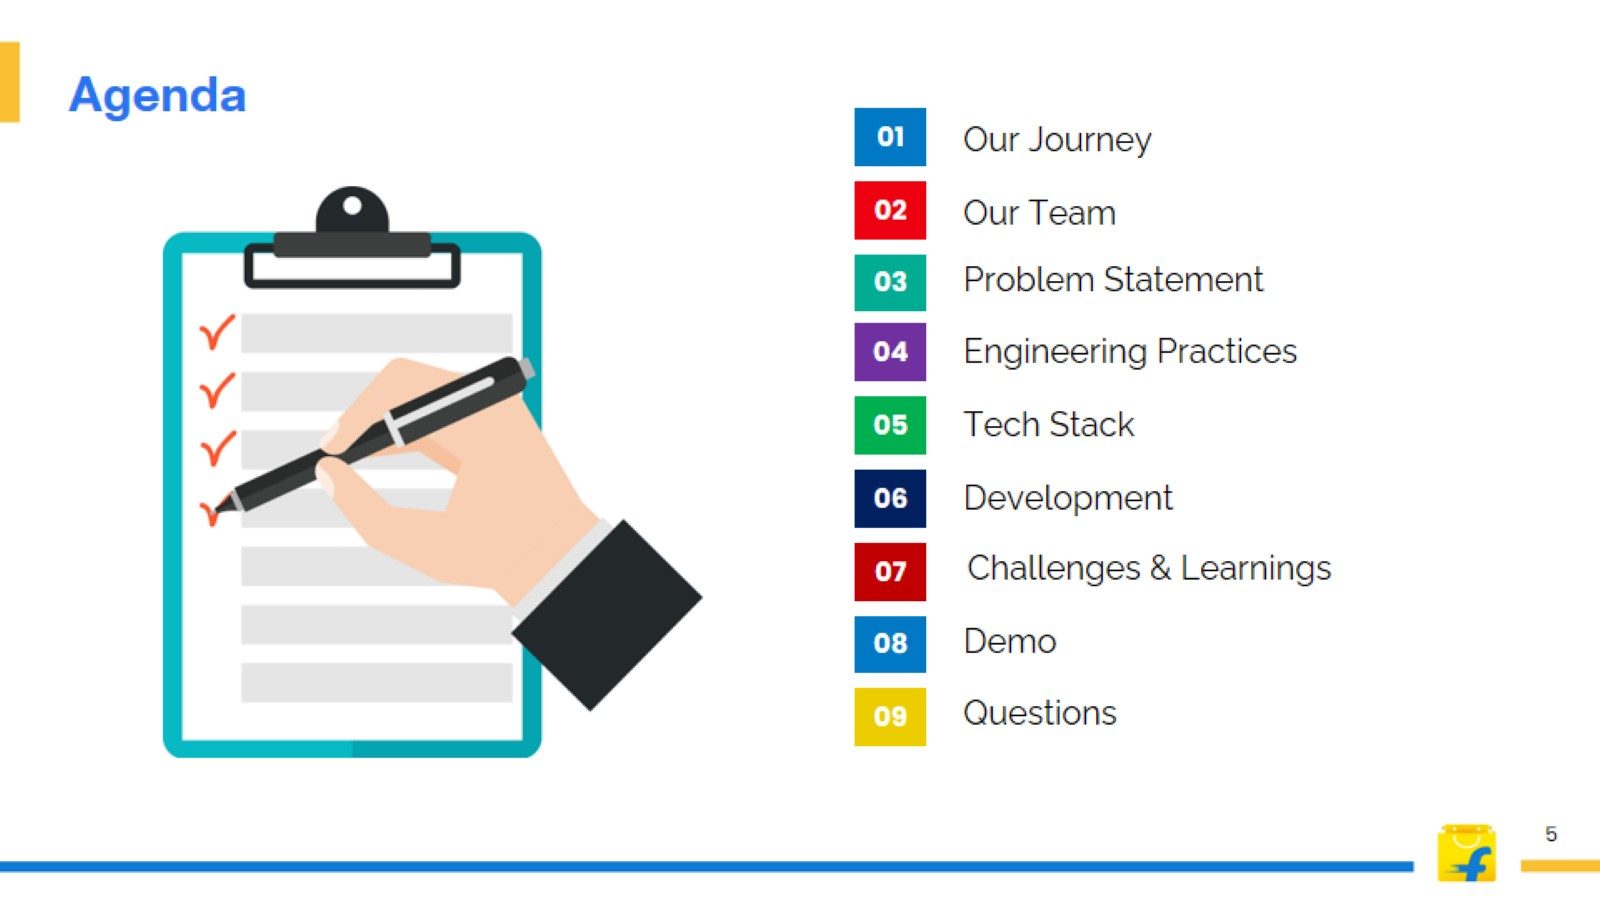 Agenda
01 Our Journey
02 Our Team
03 Problem Statement
04 Engineering Practices
05 Tech Stack
06 Development
07 Challenges & Learnings
08 Demo
09 Questions
f
5